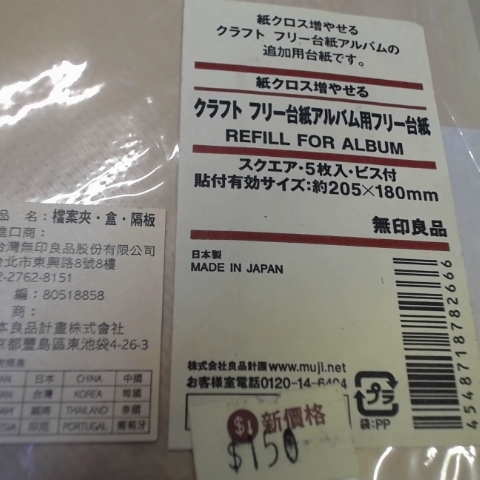 紙クロス増やせる
クラフト フリー台紙アルバムの
追加用台紙です。
紙クロス増やせる
クラフト フリー台紙アルバム用フリー台紙
REFILL FOR ALBUM
スクエア・5枚入・ビス付
貼付有効サイズ:約205×180mm
無印良品
日本製
MADE IN JAPAN
株式会社良品計画 www.muji.net
お客様室電話0120-14-6404
4548718782666
プラ
袋:PP
品 名:檔案夾・盒・隔板
進口商:
台灣無印良品股份有限公司
台北市東興路8號8樓
2-2762-8151
編:80518858
商:
本良品計畫株式會社
京都豐島區東池袋4-26-3
日本 CHINA 中國
台灣 KOREA 韓國
越南 THAILAND 泰國
印尼 PORTUGAL 葡萄牙
$1 新價格
$150